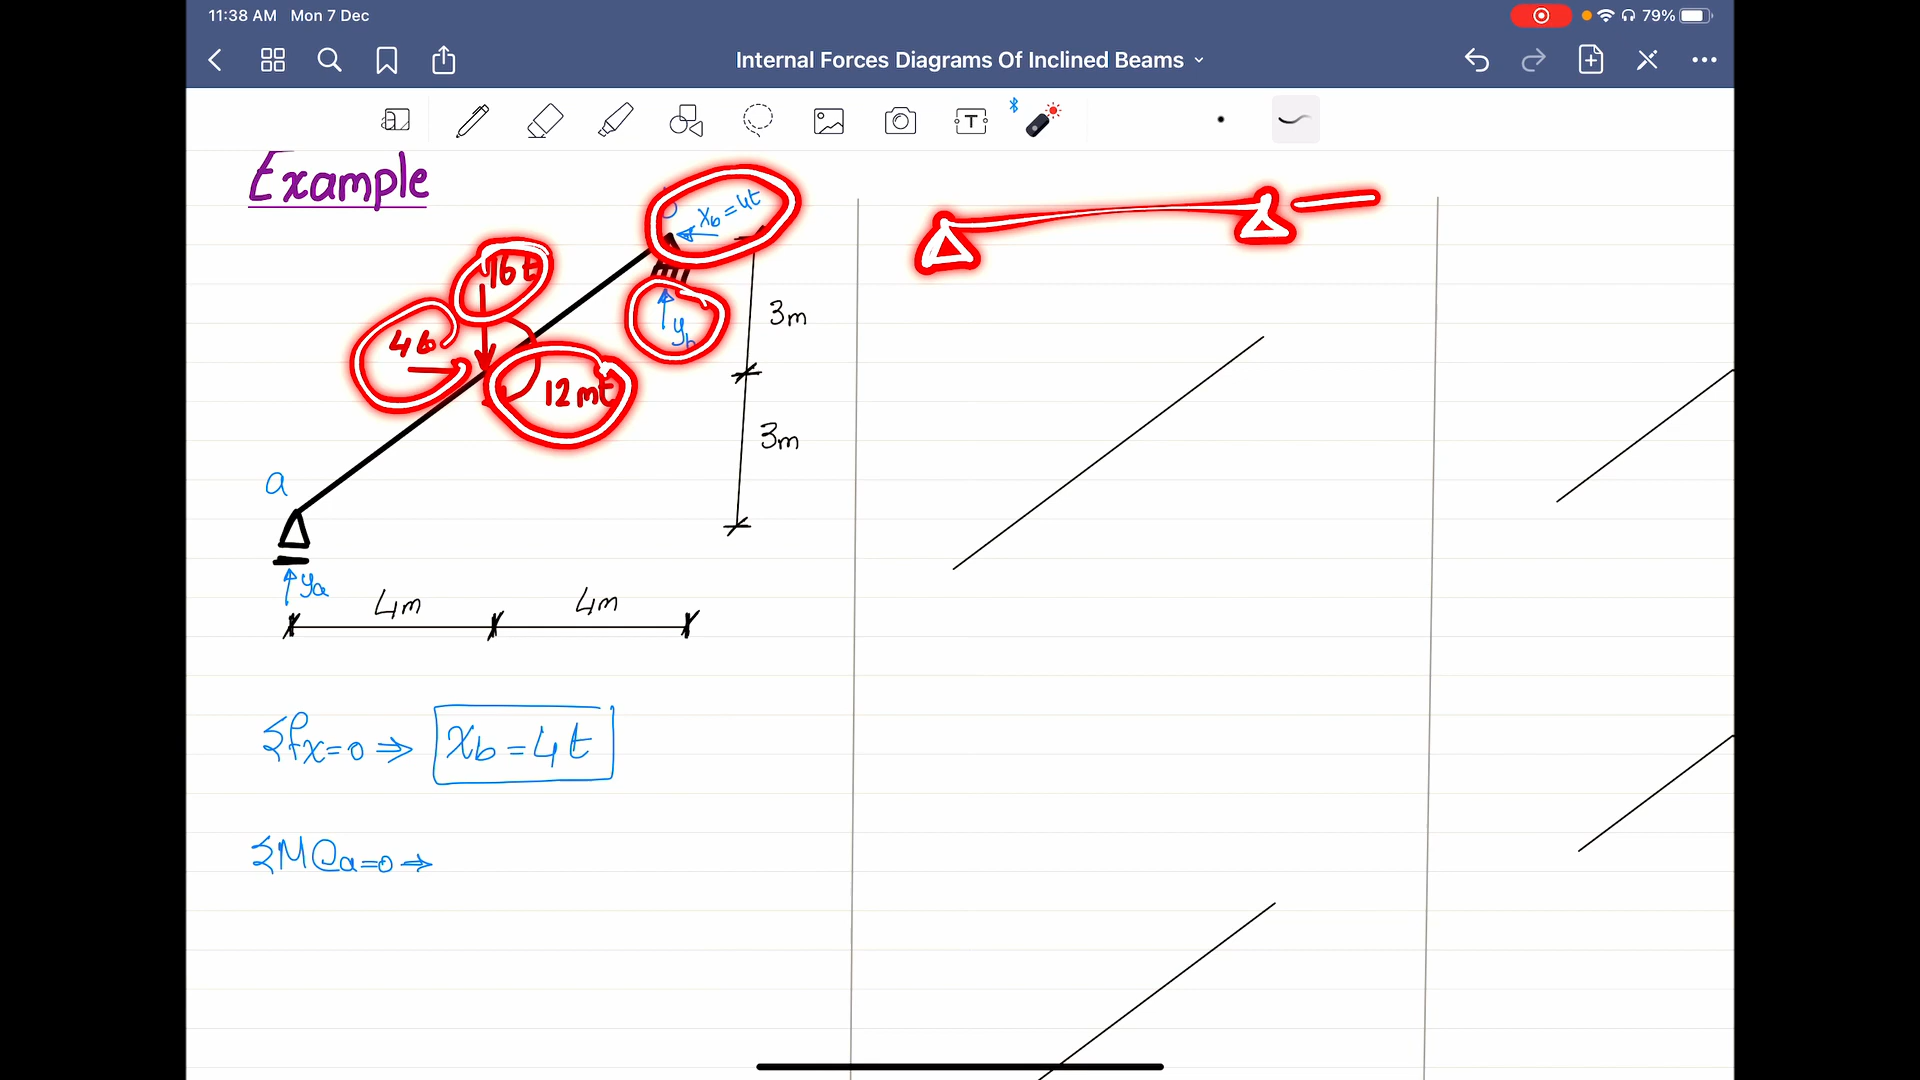 11:38 AM Mon 7 Dec
79%
Internal Forces Diagrams Of Inclined Beams
T
Example
xb = 4t
16t
4t
yb
12mt
3m
3m
a
ya
4m
4m
Σfx=0 ⇒ xb = 4t
ΣM@a=0 ⇒